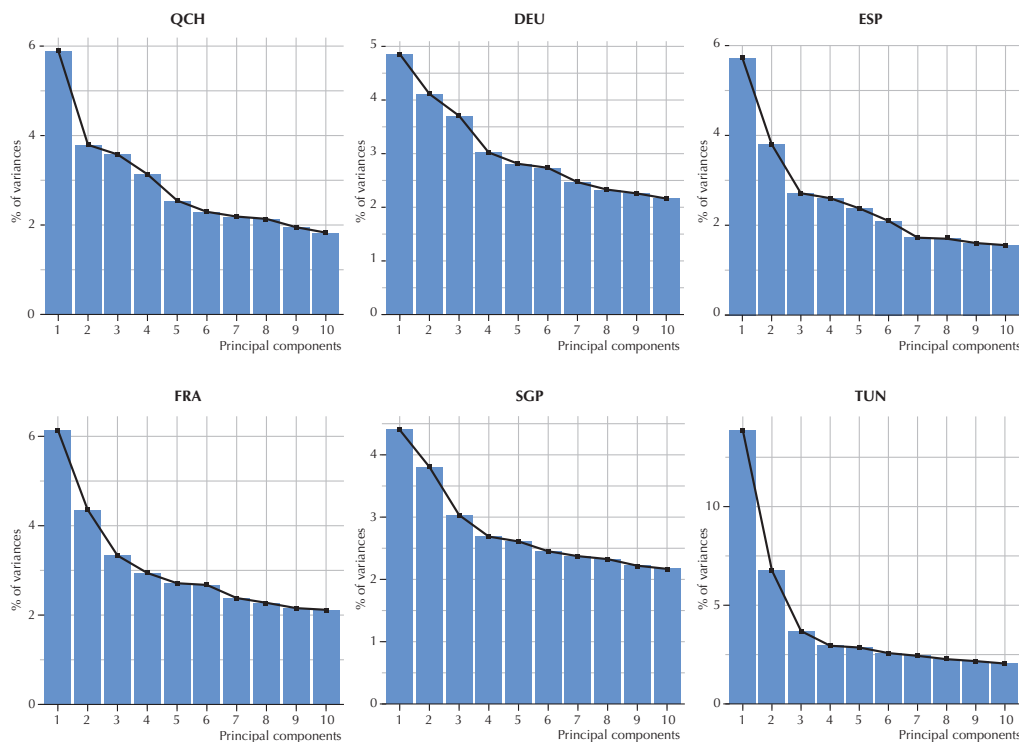 QCH
% of variances
6
4
2
0
1 2 3 4 5 6 7 8 9 10
Principal components
DEU
% of variances
5
4
3
2
1
0
1 2 3 4 5 6 7 8 9 10
Principal components
ESP
% of variances
6
4
2
0
1 2 3 4 5 6 7 8 9 10
Principal components
FRA
% of variances
6
4
2
0
1 2 3 4 5 6 7 8 9 10
Principal components
SGP
% of variances
4
3
2
1
0
1 2 3 4 5 6 7 8 9 10
Principal components
TUN
% of variances
10
5
0
1 2 3 4 5 6 7 8 9 10
Principal components